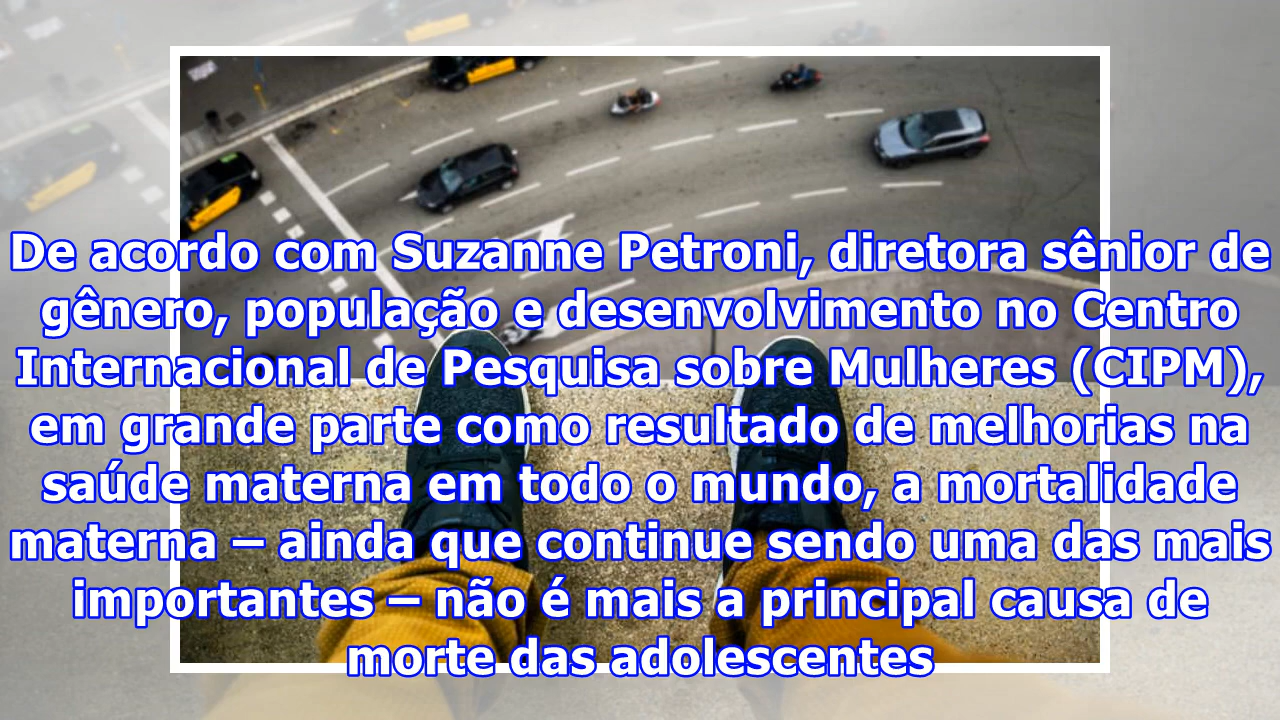 De acordo com Suzanne Petroni, diretora sênior de
gênero, população e desenvolvimento no Centro
Internacional de Pesquisa sobre Mulheres (CIPM),
em grande parte como resultado de melhorias na
saúde materna em todo o mundo, a mortalidade
materna – ainda que continue sendo uma das mais
importantes – não é mais a principal causa de
morte das adolescentes